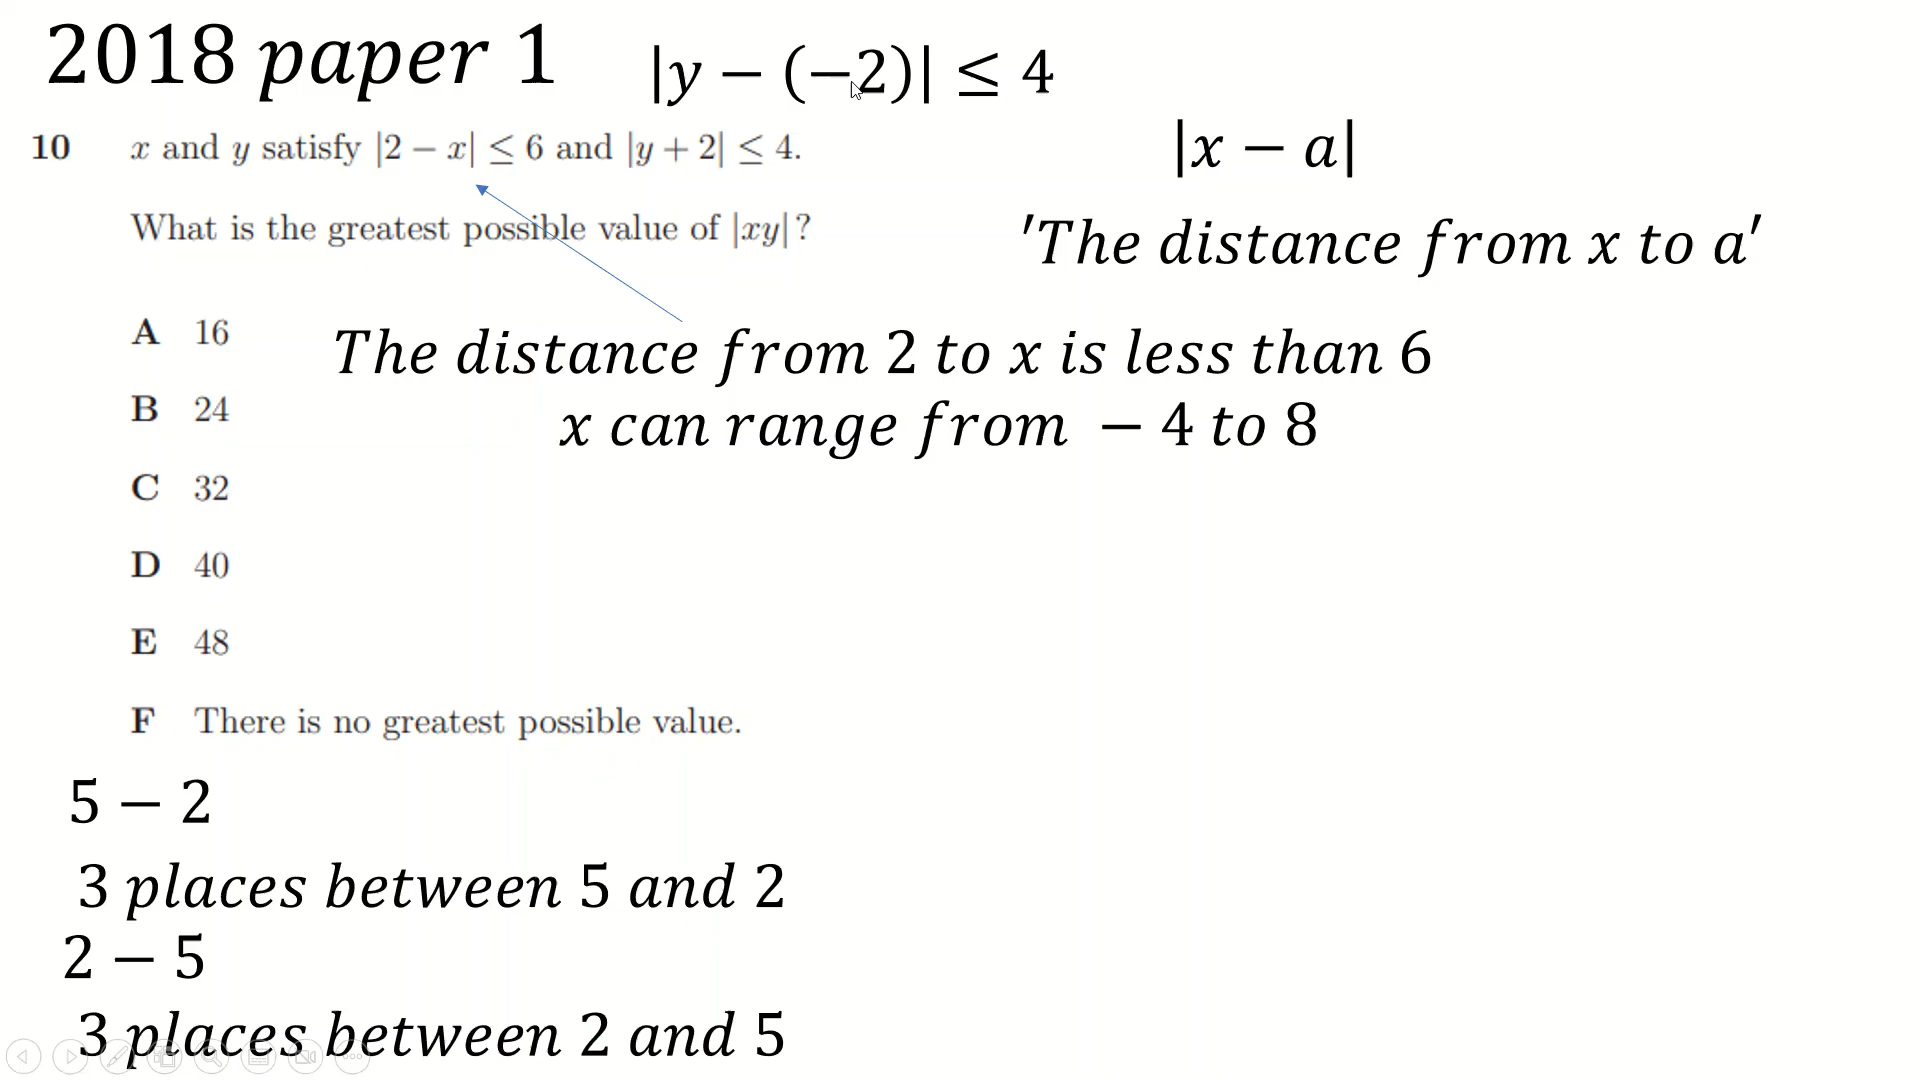 2018 paper 1
|y − (−2)| ≤ 4
10 x and y satisfy |2 − x| ≤ 6 and |y + 2| ≤ 4.
|x − a|
What is the greatest possible value of |xy|?
'The distance from x to a'
A 16
The distance from 2 to x is less than 6
B 24
x can range from − 4 to 8
C 32
D 40
E 48
F There is no greatest possible value.
5 − 2
3 places between 5 and 2
2 − 5
3 places between 2 and 5